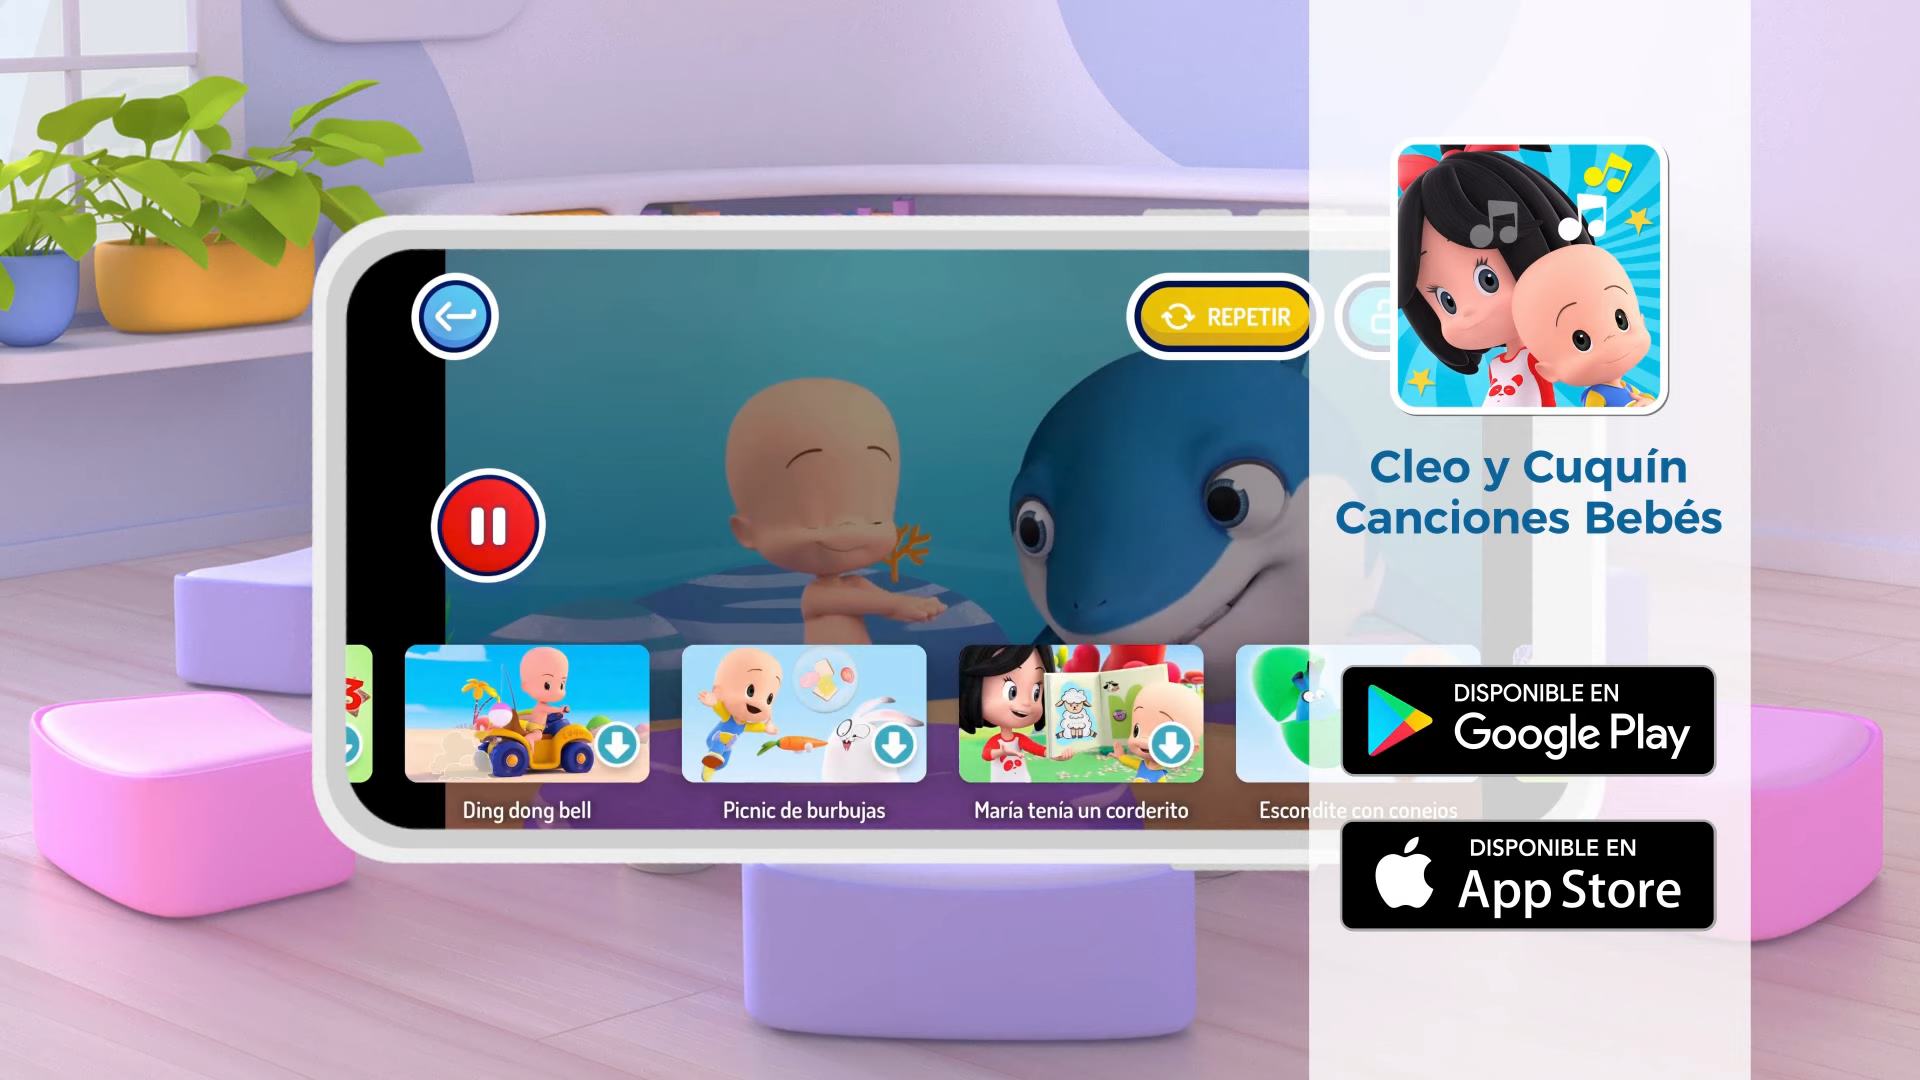 REPETIR
3
Ding dong bell
Picnic de burbujas
María tenía un corderito
Escondite con conejos
Cleo y Cuquín
Canciones Bebés
DISPONIBLE EN
Google Play
DISPONIBLE EN
App Store